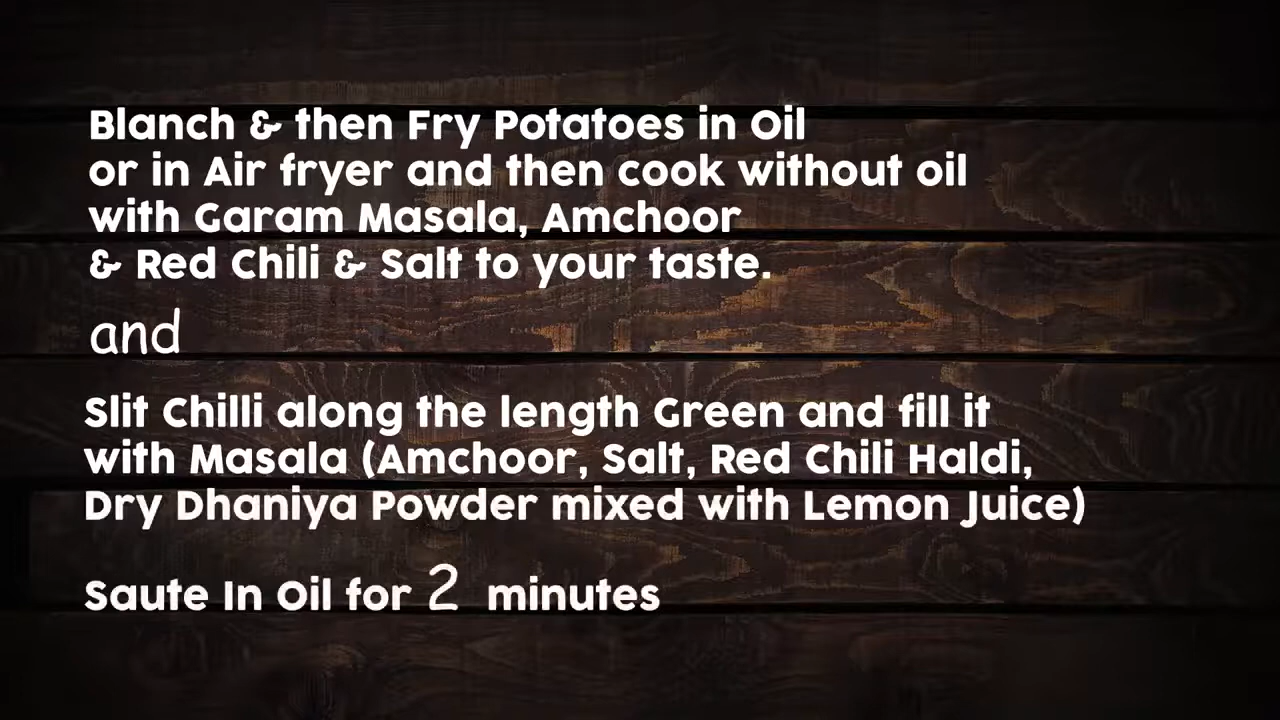 Blanch & then Fry Potatoes in Oil
or in Air fryer and then cook without oil
with Garam Masala, Amchoor
& Red Chili & Salt to your taste.
and
Slit Chilli along the length Green and fill it
with Masala (Amchoor, Salt, Red Chili Haldi,
Dry Dhaniya Powder mixed with Lemon Juice)
Saute In Oil for 2 minutes